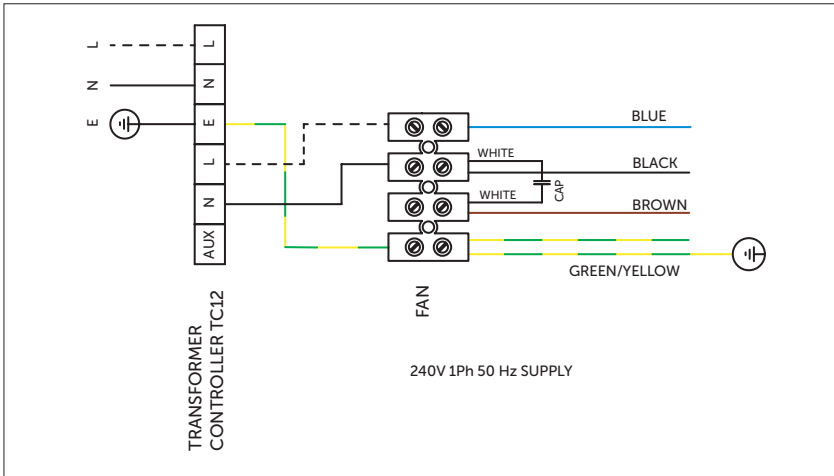 L
N
E
L
N
E
L
N
AUX
TRANSFORMER
CONTROLLER TC12
FAN
WHITE
WHITE
CAP
BLUE
BLACK
BROWN
GREEN/YELLOW
240V 1Ph 50 Hz SUPPLY